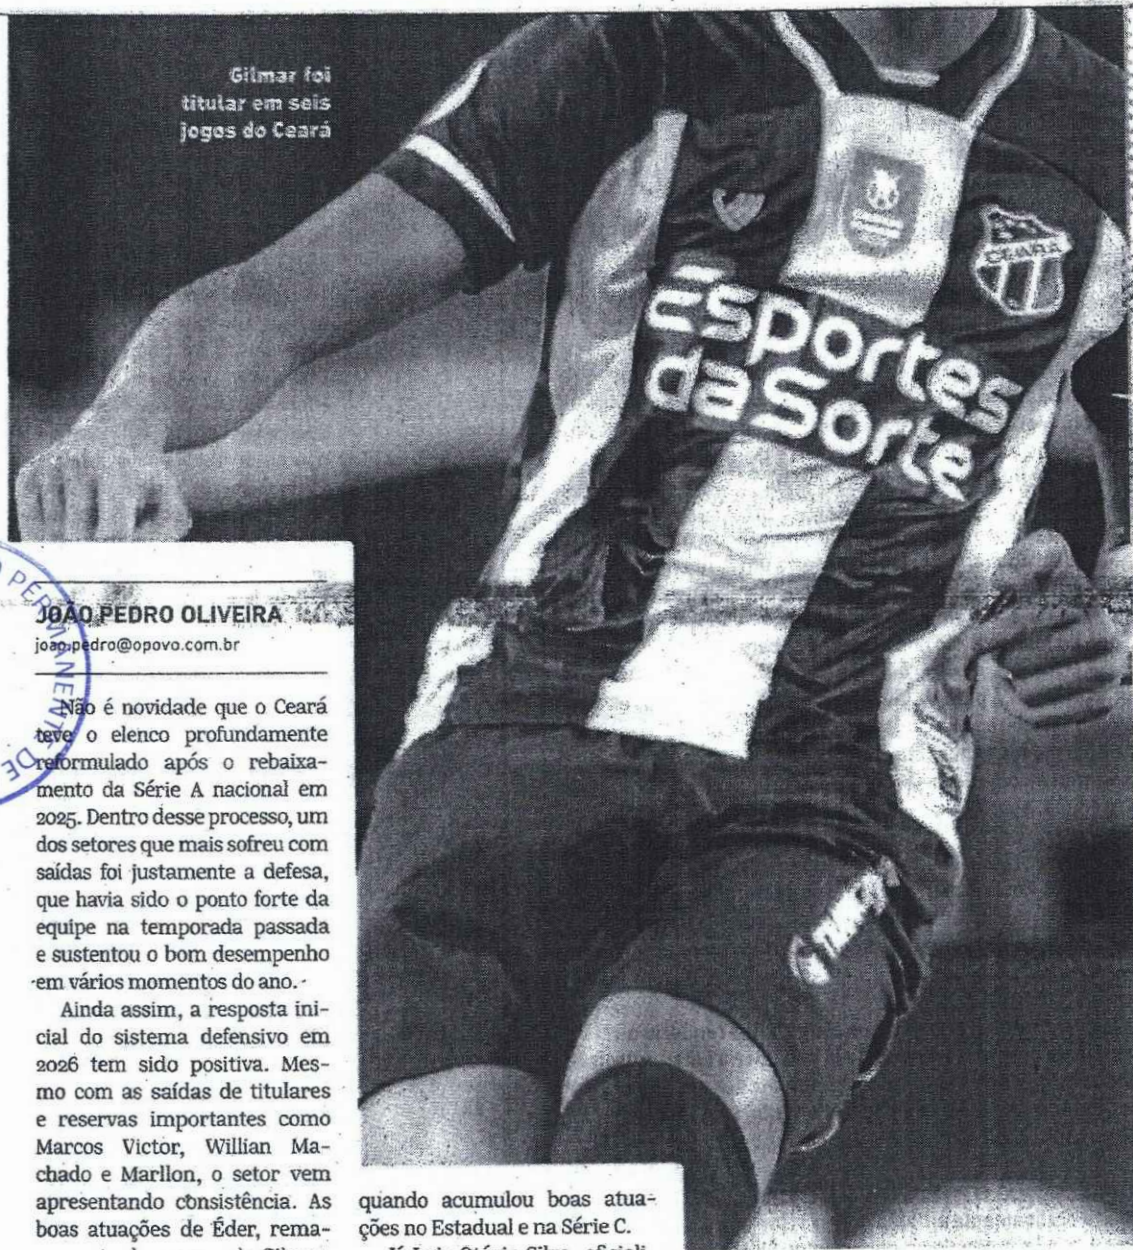 Gilmar foi
titular em seis
jogos do Ceará
CEARÁ
Esportes
da Sorte
JOÃO PEDRO OLIVEIRA
joao.pedro@opovo.com.br
PERMANENTE DE
Não é novidade que o Ceará
teve o elenco profundamente
reformulado após o rebaixa-
mento da Série A nacional em
2025. Dentro desse processo, um
dos setores que mais sofreu com
saídas foi justamente a defesa,
que havia sido o ponto forte da
equipe na temporada passada
e sustentou o bom desempenho
em vários momentos do ano.
Ainda assim, a resposta ini-
cial do sistema defensivo em
2026 tem sido positiva. Mes-
mo com as saídas de titulares
e reservas importantes como
Marcos Victor, Willian Ma-
chado e Marllon, o setor vem
apresentando consistência. As
boas atuações de Éder, rema-
quando acumulou boas atua-
ções no Estadual e na Série C.